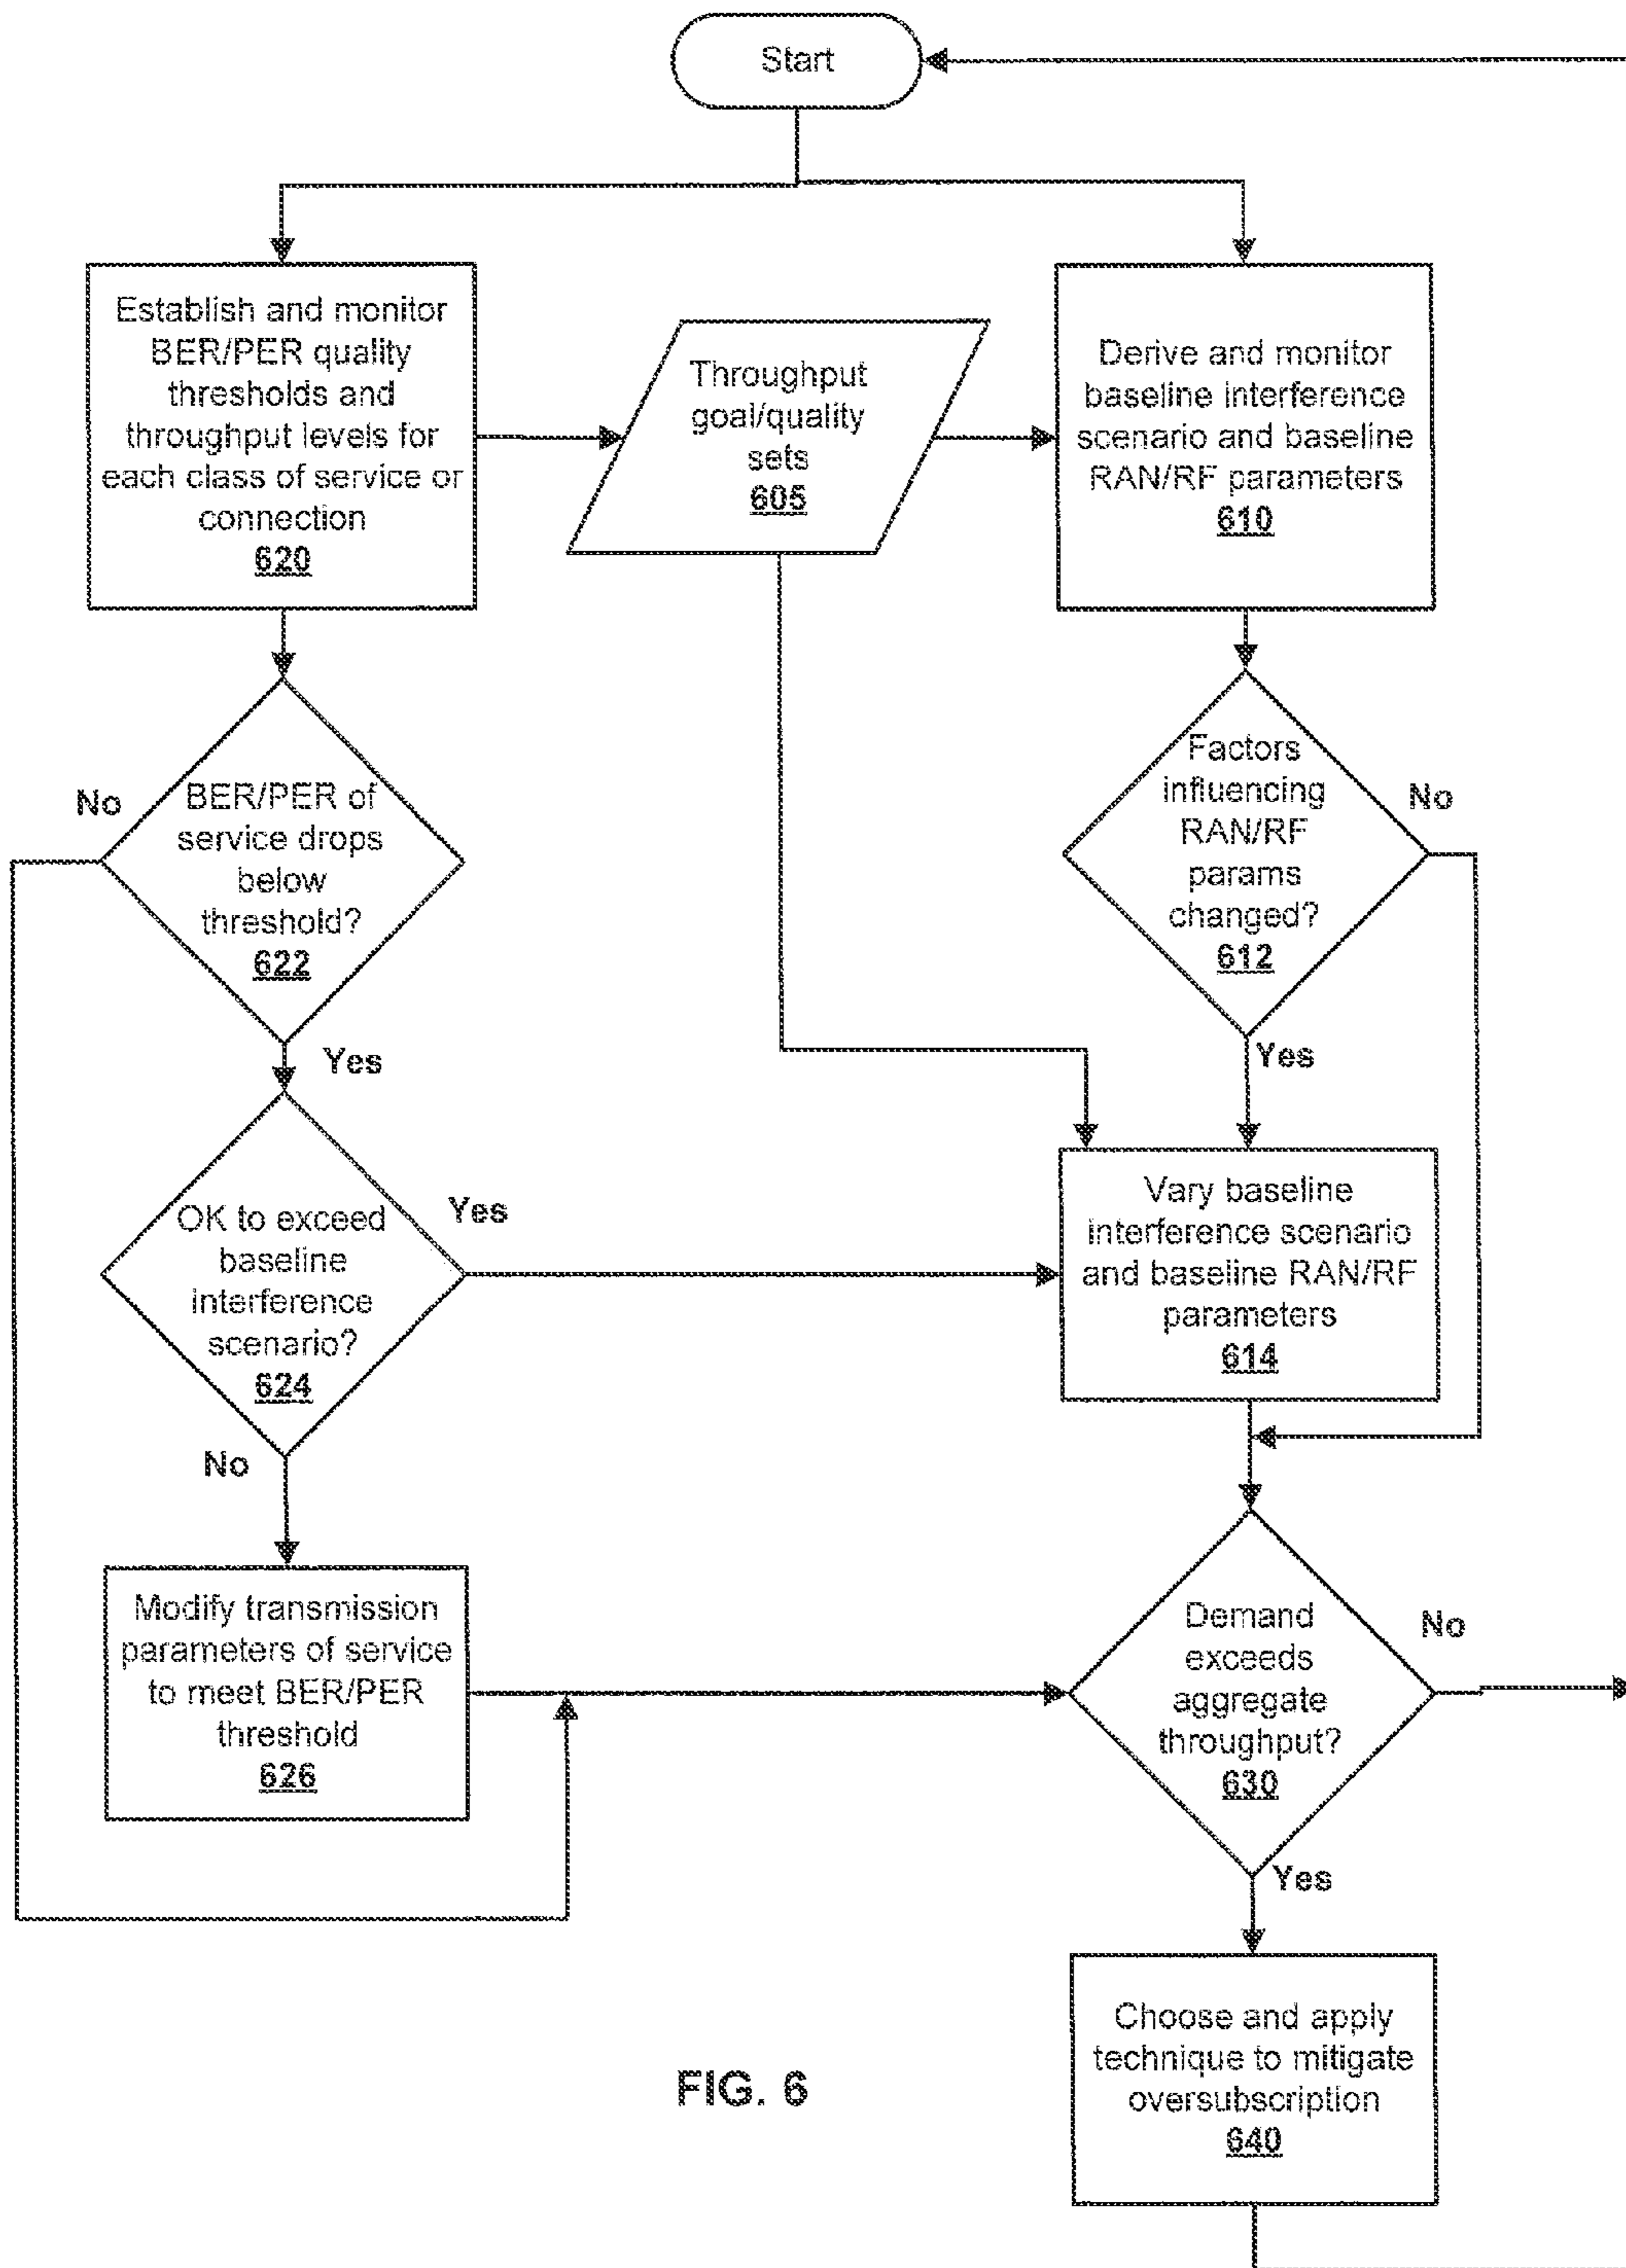 Start
Establish and monitor
BER/PER quality
thresholds and
throughput levels for
each class of service or
connection
620
Throughput
goal/quality
sets
605
Derive and monitor
baseline interference
scenario and baseline
RAN/RF parameters
610
No
BER/PER of
service drops
below
threshold?
622
Yes
Factors
influencing
RAN/RF
params
changed?
612
No
Yes
OK to exceed
baseline
interference
scenario?
624
Yes
No
Vary baseline
interference scenario
and baseline RAN/RF
parameters
614
Modify transmission
parameters of service
to meet BER/PER
threshold
626
Demand
exceeds
aggregate
throughput?
630
No
Yes
Choose and apply
technique to mitigate
oversubscription
640
FIG. 6